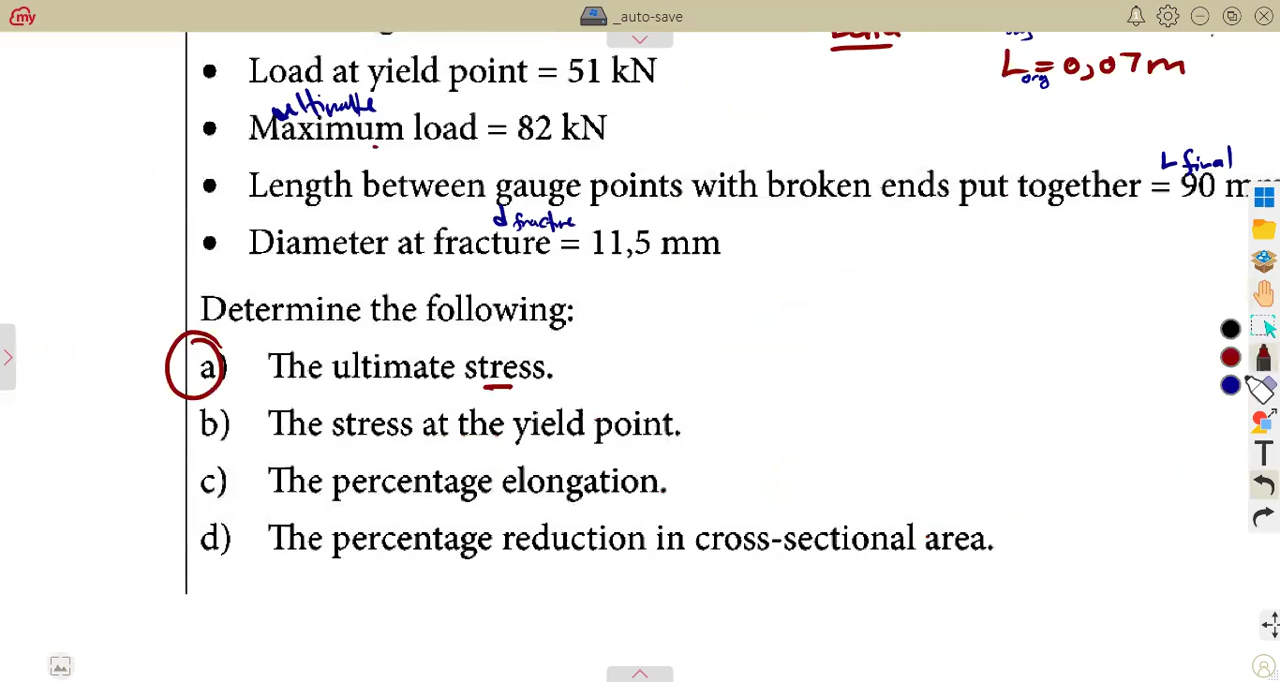 my
_auto-save
L org = 0,07 m
• Load at yield point = 51 kN
ultimate
• Maximum load = 82 kN
L final
• Length between gauge points with broken ends put together = 90 m
d fracture
• Diameter at fracture = 11,5 mm
Determine the following:
a) The ultimate stress.
b) The stress at the yield point.
c) The percentage elongation.
d) The percentage reduction in cross-sectional area.
T